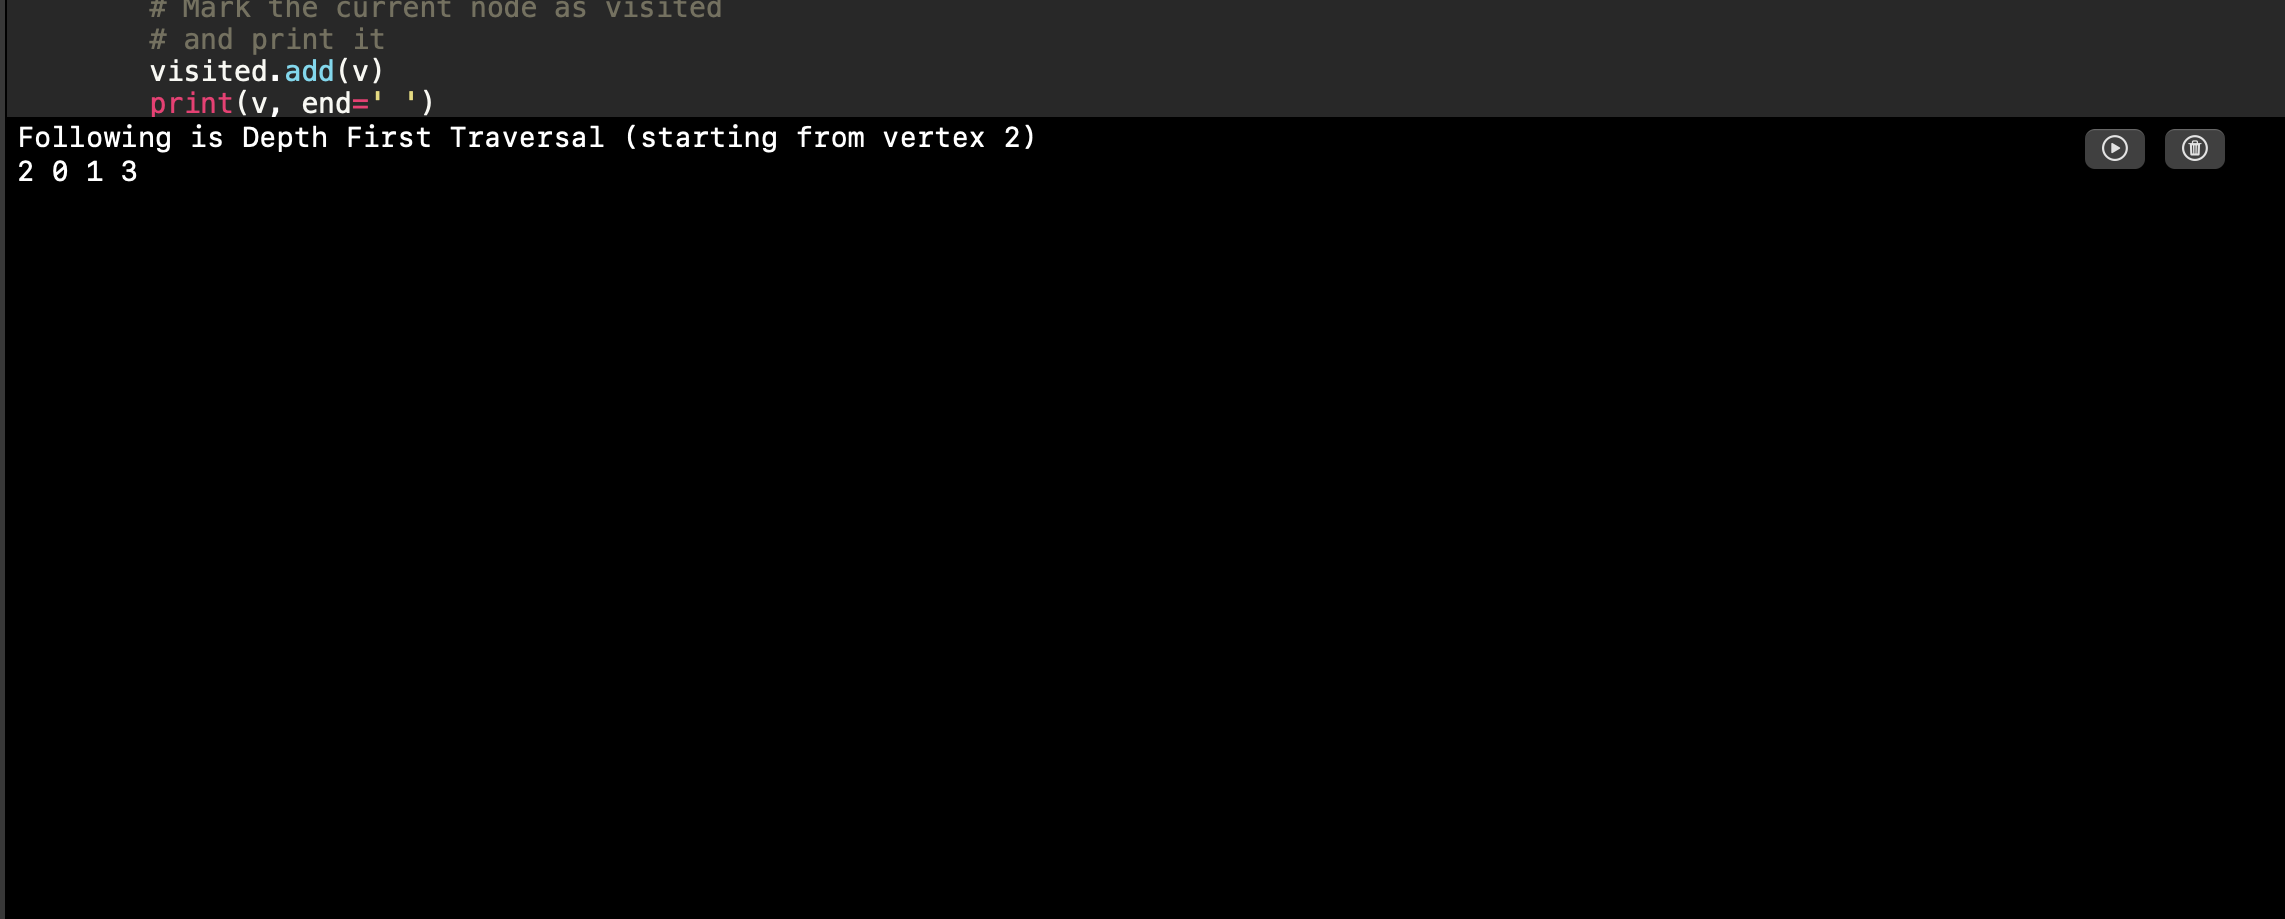 # Mark the current node as visited
# and print it
visited.add(v)
print(v, end=' ')
Following is Depth First Traversal (starting from vertex 2)
2 0 1 3